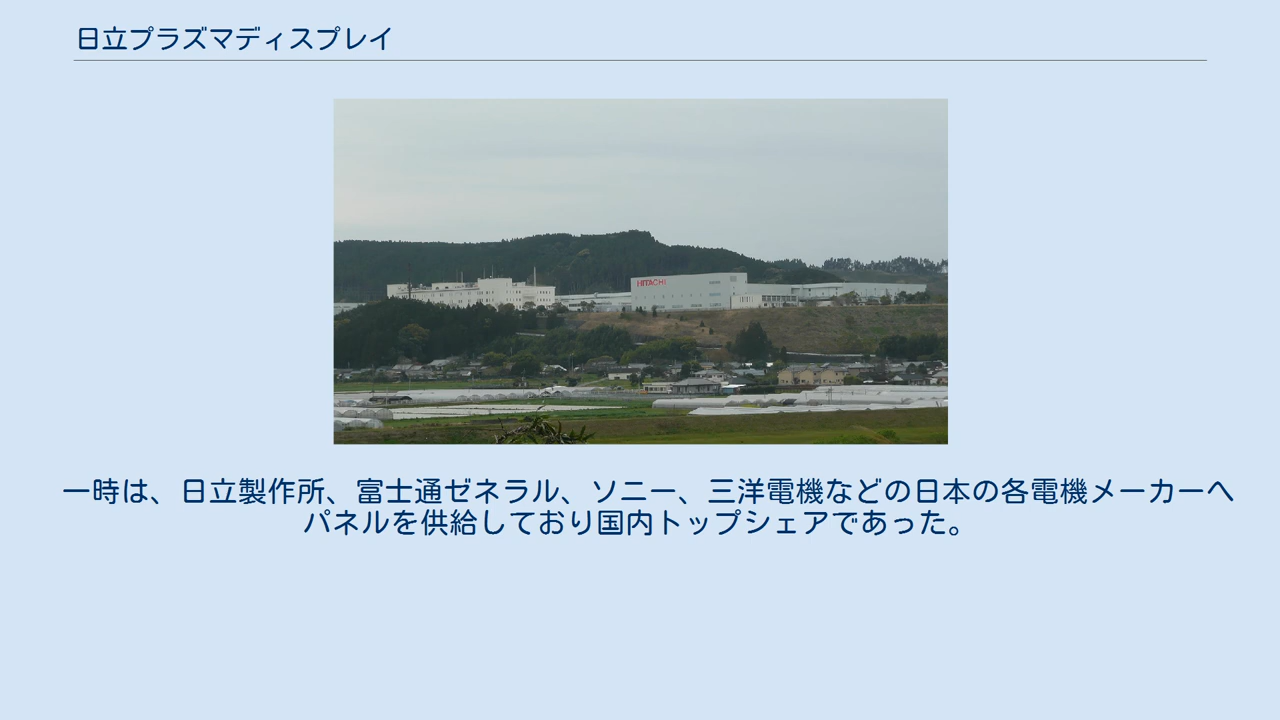 日立プラズマディスプレイ
HITACHI
一時は、日立製作所、富士通ゼネラル、ソニー、三洋電機などの日本の各電機メーカーへ
パネルを供給しており国内トップシェアであった。